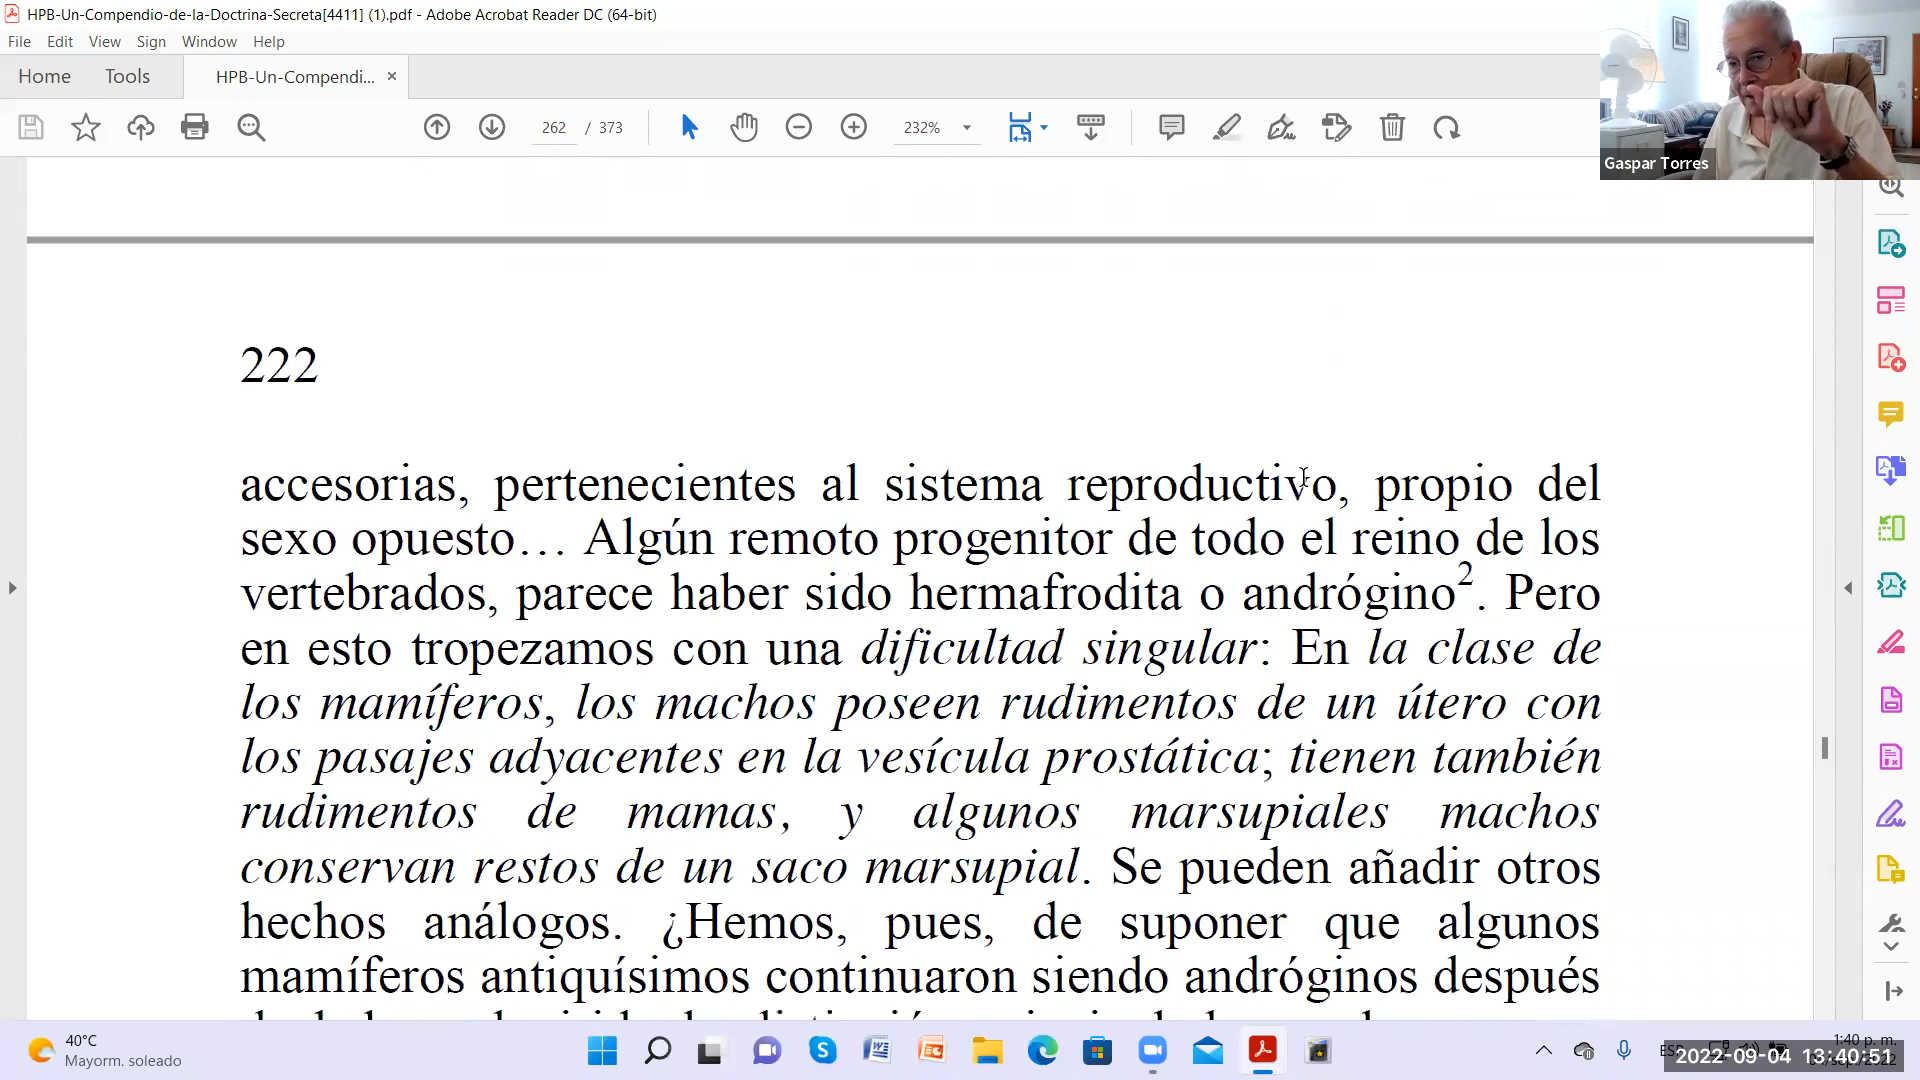 HPB-Un-Compendio-de-la-Doctrina-Secreta[4411] (1).pdf - Adobe Acrobat Reader DC (64-bit)
File Edit View Sign Window Help
Home Tools HPB-Un-Compendi... ×
262 / 373 232%
Gaspar Torres
222
accesorias, pertenecientes al sistema reproductivo, propio del
sexo opuesto… Algún remoto progenitor de todo el reino de los
vertebrados, parece haber sido hermafrodita o andrógino2. Pero
en esto tropezamos con una dificultad singular: En la clase de
los mamíferos, los machos poseen rudimentos de un útero con
los pasajes adyacentes en la vesícula prostática; tienen también
rudimentos de mamas, y algunos marsupiales machos
conservan restos de un saco marsupial. Se pueden añadir otros
hechos análogos. ¿Hemos, pues, de suponer que algunos
mamíferos antiquísimos continuaron siendo andróginos después
40°C
Mayorm. soleado
1:40 p. m.
2022-09-04 13:40:51